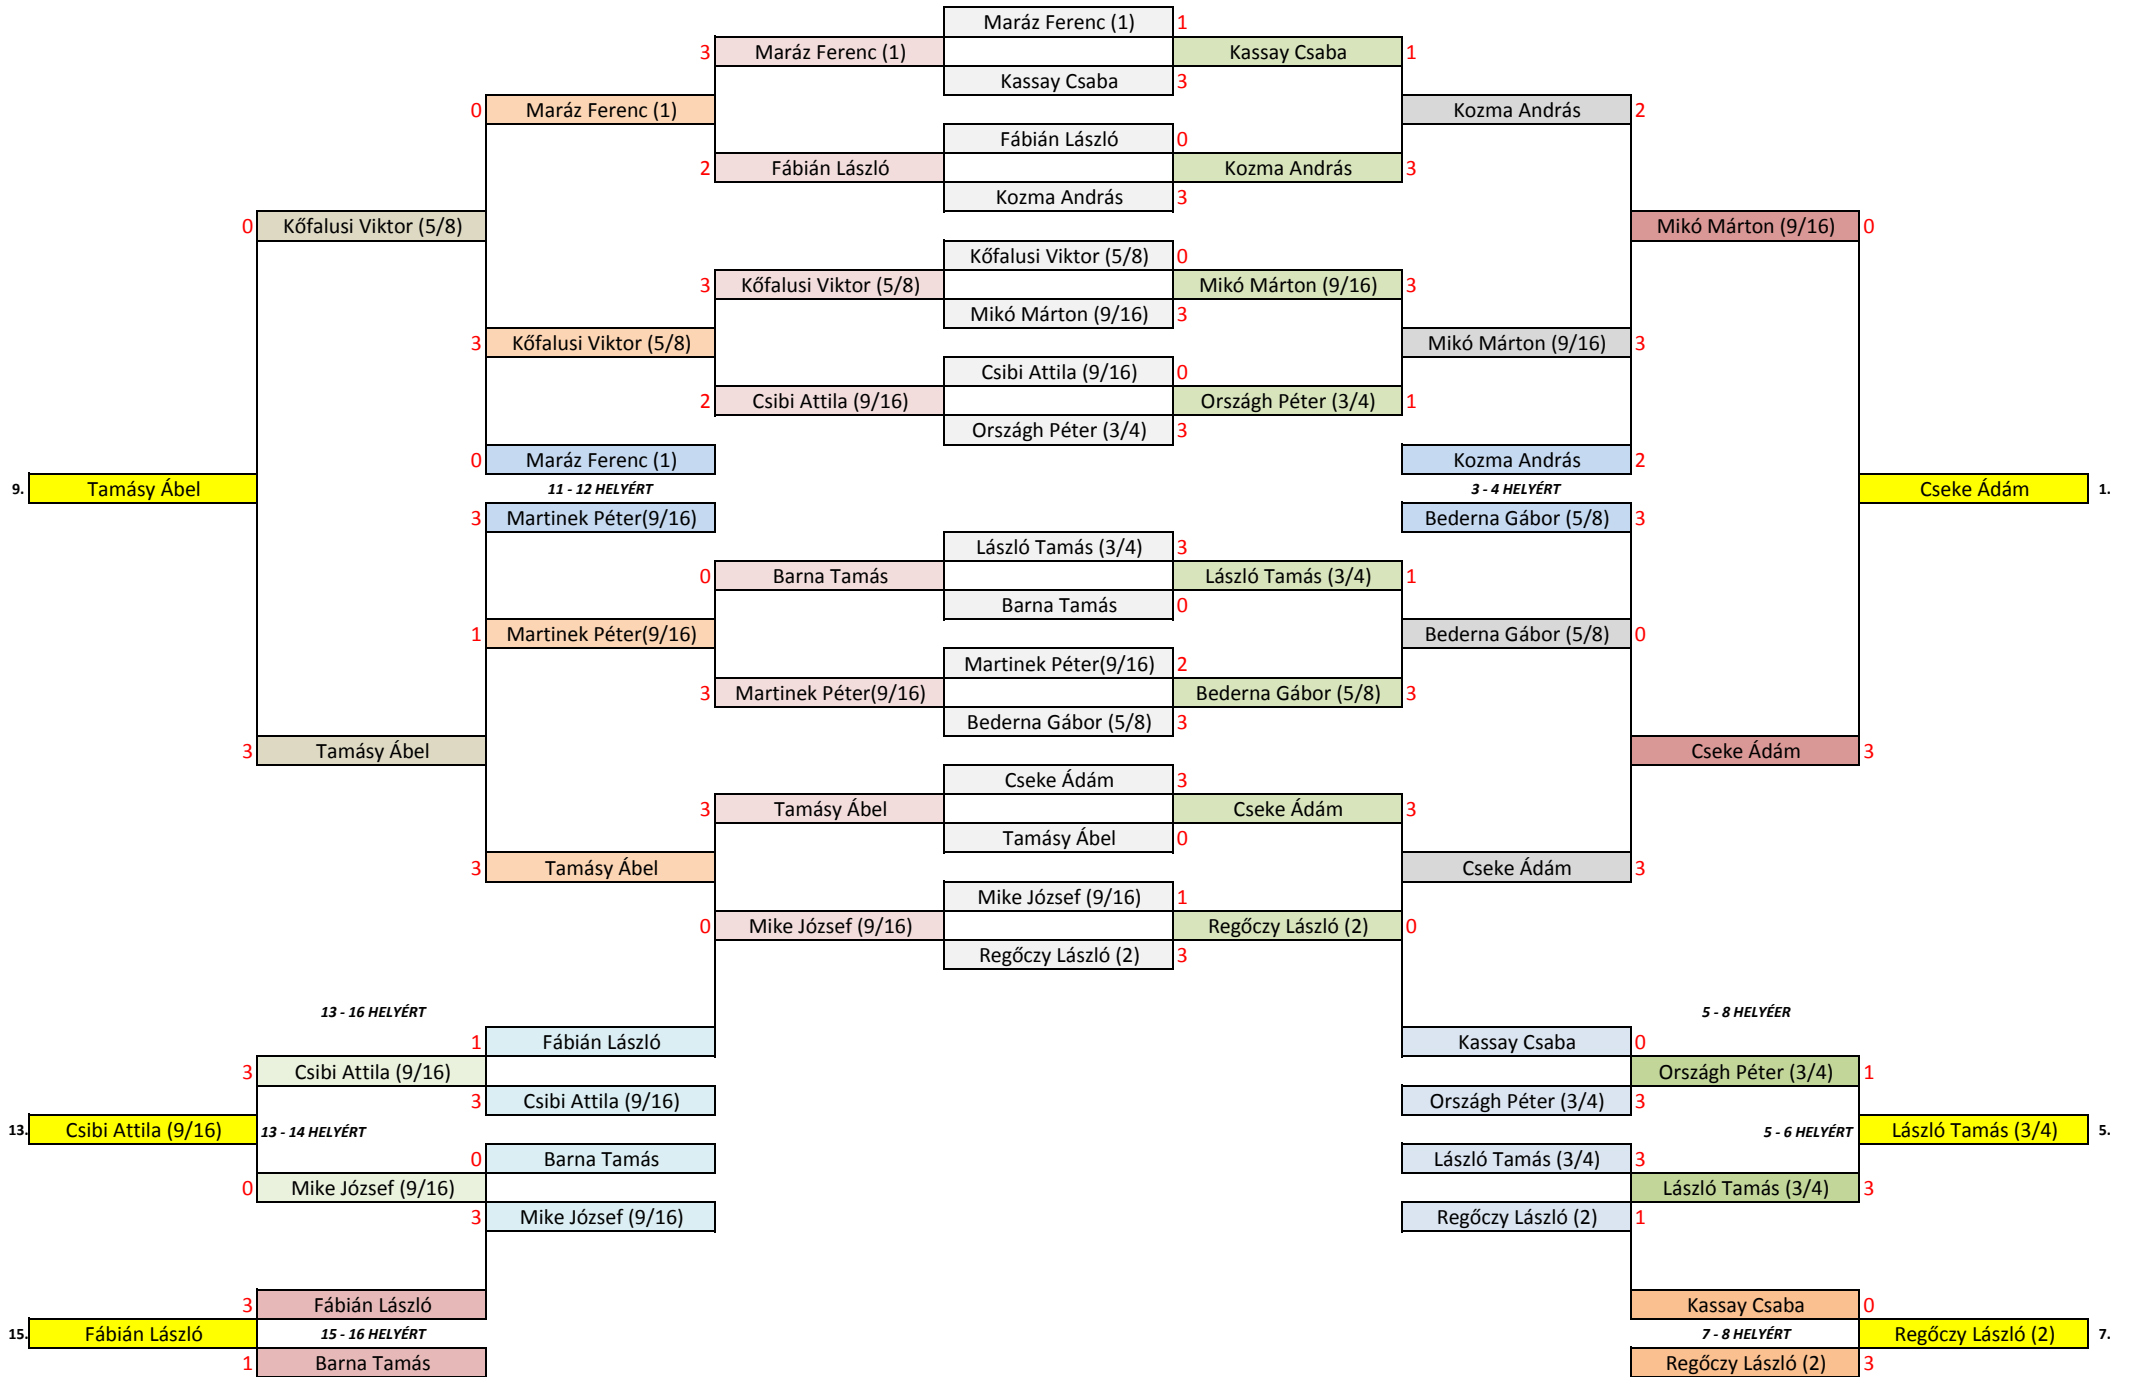 Maráz Ferenc (1) 1
3 Maráz Ferenc (1) Kassay Csaba 1
Kassay Csaba 3
0 Maráz Ferenc (1) Kozma András 2
Fábián László 0
2 Fábián László Kozma András 3
Kozma András 3
0 Kőfalusi Viktor (5/8) Mikó Márton (9/16) 0
Kőfalusi Viktor (5/8) 0
3 Kőfalusi Viktor (5/8) Mikó Márton (9/16) 3
Mikó Márton (9/16) 3
3 Kőfalusi Viktor (5/8) Mikó Márton (9/16) 3
Csibi Attila (9/16) 0
2 Csibi Attila (9/16) Országh Péter (3/4) 1
Országh Péter (3/4) 3
0 Maráz Ferenc (1) Kozma András 2
9. Tamásy Ábel 11 - 12 HELYÉRT 3 - 4 HELYÉRT Cseke Ádám 1.
3 Martinek Péter(9/16) Bederna Gábor (5/8) 3
László Tamás (3/4) 3
0 Barna Tamás László Tamás (3/4) 1
Barna Tamás 0
1 Martinek Péter(9/16) Bederna Gábor (5/8) 0
Martinek Péter(9/16) 2
3 Martinek Péter(9/16) Bederna Gábor (5/8) 3
Bederna Gábor (5/8) 3
3 Tamásy Ábel Cseke Ádám 3
Cseke Ádám 3
3 Tamásy Ábel Cseke Ádám 3
Tamásy Ábel 0
3 Tamásy Ábel Cseke Ádám 3
Mike József (9/16) 1
0 Mike József (9/16) Regőczy László (2) 0
Regőczy László (2) 3
13 - 16 HELYÉRT 5 - 8 HELYÉER
1 Fábián László Kassay Csaba 0
3 Csibi Attila (9/16) Országh Péter (3/4) 1
3 Csibi Attila (9/16) Országh Péter (3/4) 3
13. Csibi Attila (9/16) 13 - 14 HELYÉRT 5 - 6 HELYÉRT László Tamás (3/4) 5.
0 Barna Tamás László Tamás (3/4) 3
0 Mike József (9/16) László Tamás (3/4) 3
3 Mike József (9/16) Regőczy László (2) 1
3 Fábián László Kassay Csaba 0
15. Fábián László 15 - 16 HELYÉRT 7 - 8 HELYÉRT Regőczy László (2) 7.
1 Barna Tamás Regőczy László (2) 3